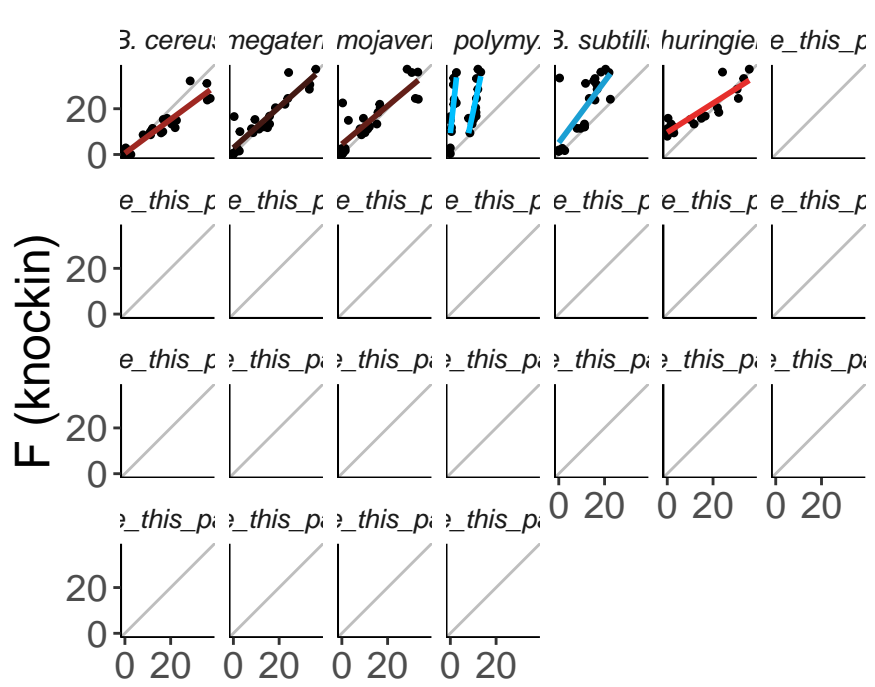 B. cereus megateri mojaven polymy B. subtilis huringie e_this_p
20
0
e_this_p e_this_p e_this_p e_this_p e_this_p e_this_p e_this_p
F (knockin)
20
0
e_this_pa e_this_pa e_this_pa e_this_pa e_this_pa e_this_pa e_this_pa
20
0
0 20 0 20 0 20
e_this_pa e_this_pa e_this_pa e_this_pa
20
0
0 20 0 20 0 20 0 20